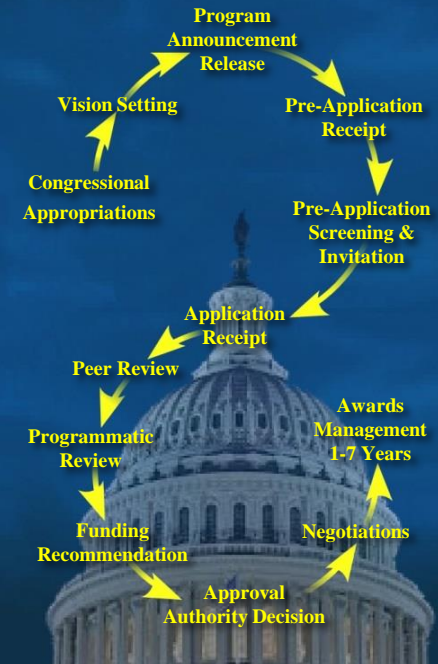 Program
Announcement
Release
Vision Setting
Pre-Application
Receipt
Congressional
Appropriations
Pre-Application
Screening &
Invitation
Application
Receipt
Peer Review
Programmatic
Review
Awards
Management
1-7 Years
Funding
Recommendation
Negotiations
Approval
Authority Decision